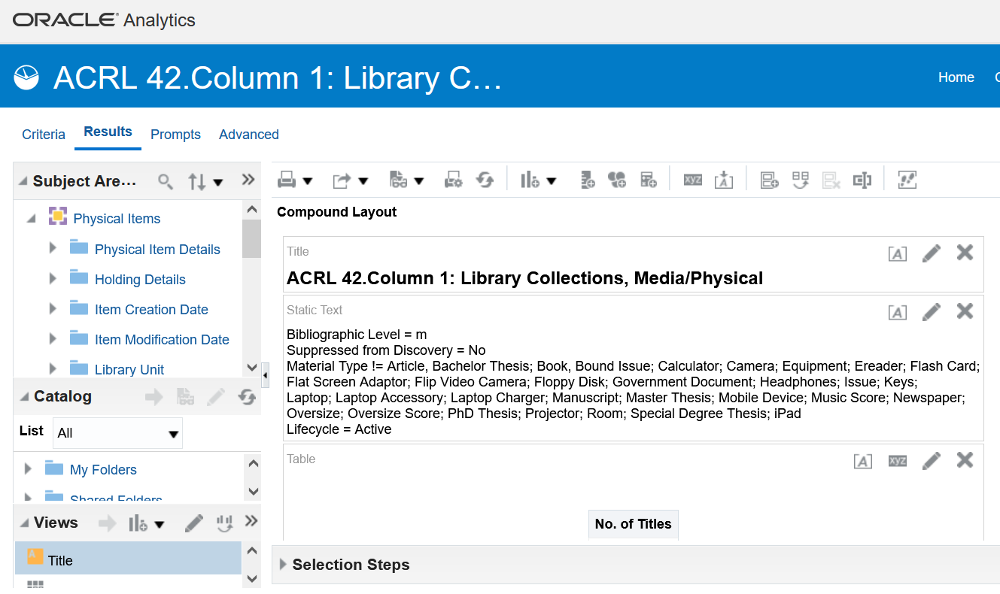 ORACLE Analytics
ACRL 42.Column 1: Library C...
Home
Criteria
Results
Prompts
Advanced
Subject Are...
Physical Items
Physical Item Details
Holding Details
Item Creation Date
Item Modification Date
Library Unit
Catalog
List
All
My Folders
Shared Folders
Views
Title
xyz
Compound Layout
Title
ACRL 42.Column 1: Library Collections, Media/Physical
Static Text
Bibliographic Level = m
Suppressed from Discovery = No
Material Type != Article, Bachelor Thesis; Book, Bound Issue; Calculator; Camera; Equipment; Ereader; Flash Card;
Flat Screen Adaptor; Flip Video Camera; Floppy Disk; Government Document; Headphones; Issue; Keys;
Laptop; Laptop Accessory; Laptop Charger; Manuscript; Master Thesis; Mobile Device; Music Score; Newspaper;
Oversize; Oversize Score; PhD Thesis; Projector; Room; Special Degree Thesis; iPad
Lifecycle = Active
Table
xyz
No. of Titles
Selection Steps